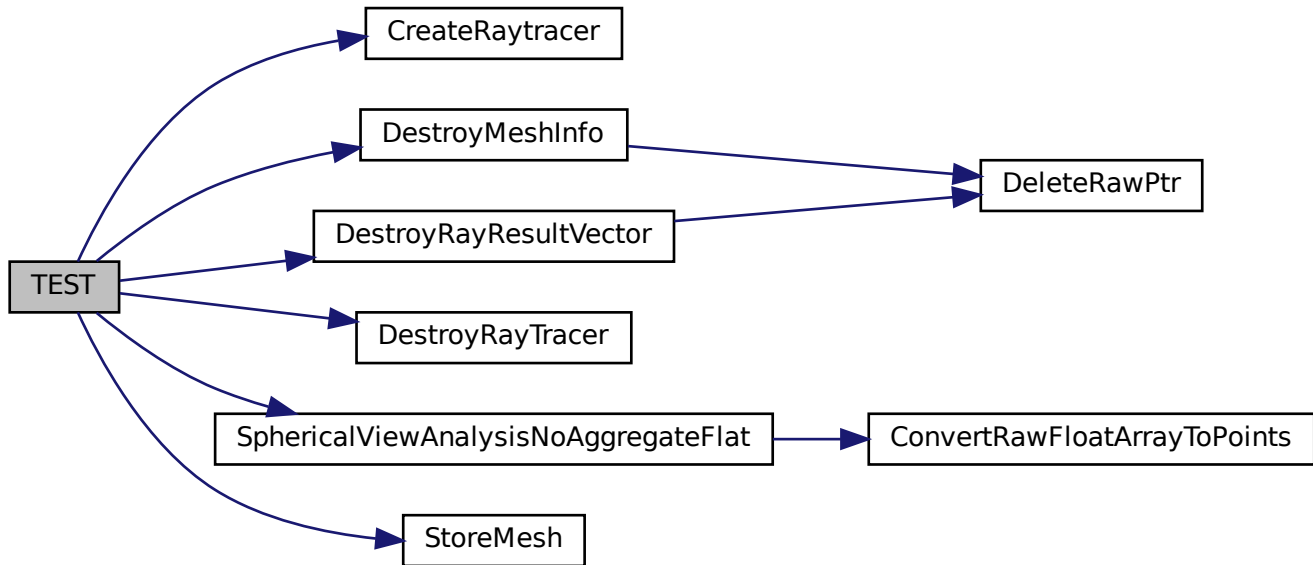 CreateRaytracer
DestroyMeshInfo
DeleteRawPtr
DestroyRayResultVector
TEST
DestroyRayTracer
SphericalViewAnalysisNoAggregateFlat
ConvertRawFloatArrayToPoints
StoreMesh